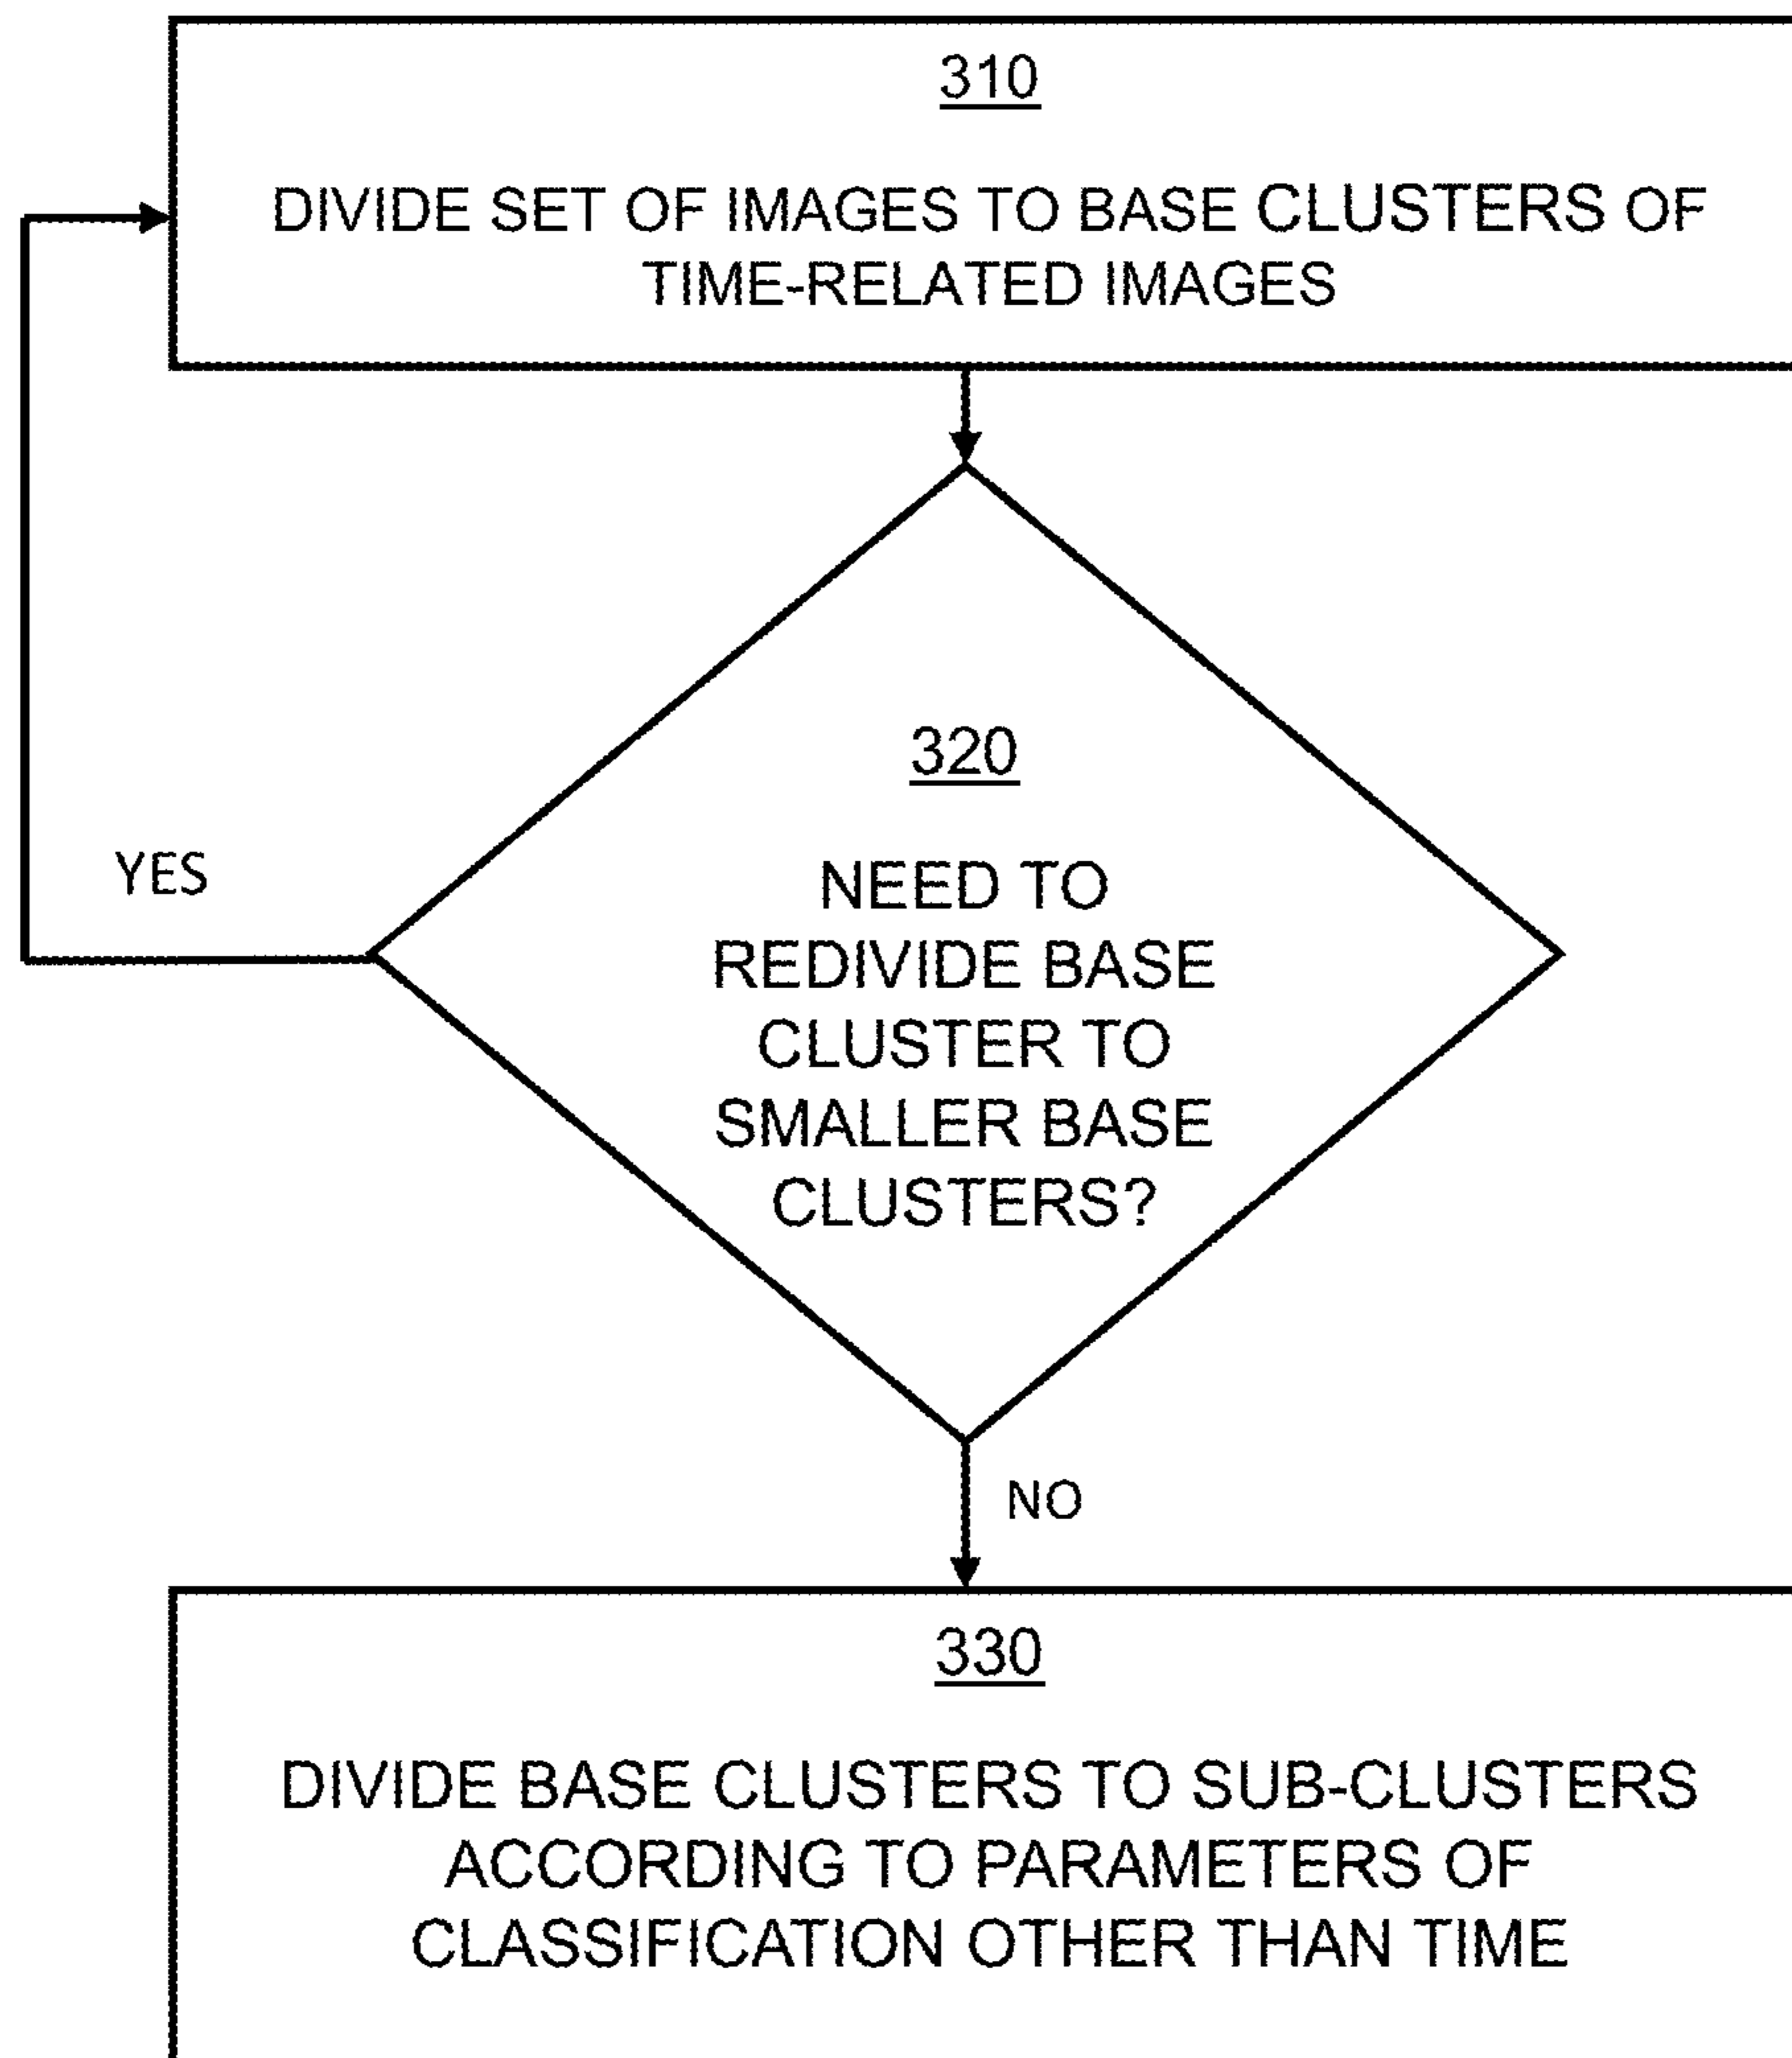 310
DIVIDE SET OF IMAGES TO BASE CLUSTERS OF
TIME-RELATED IMAGES
320
NEED TO
REDIVIDE BASE
CLUSTER TO
SMALLER BASE
CLUSTERS?
YES
NO
330
DIVIDE BASE CLUSTERS TO SUB-CLUSTERS
ACCORDING TO PARAMETERS OF
CLASSIFICATION OTHER THAN TIME